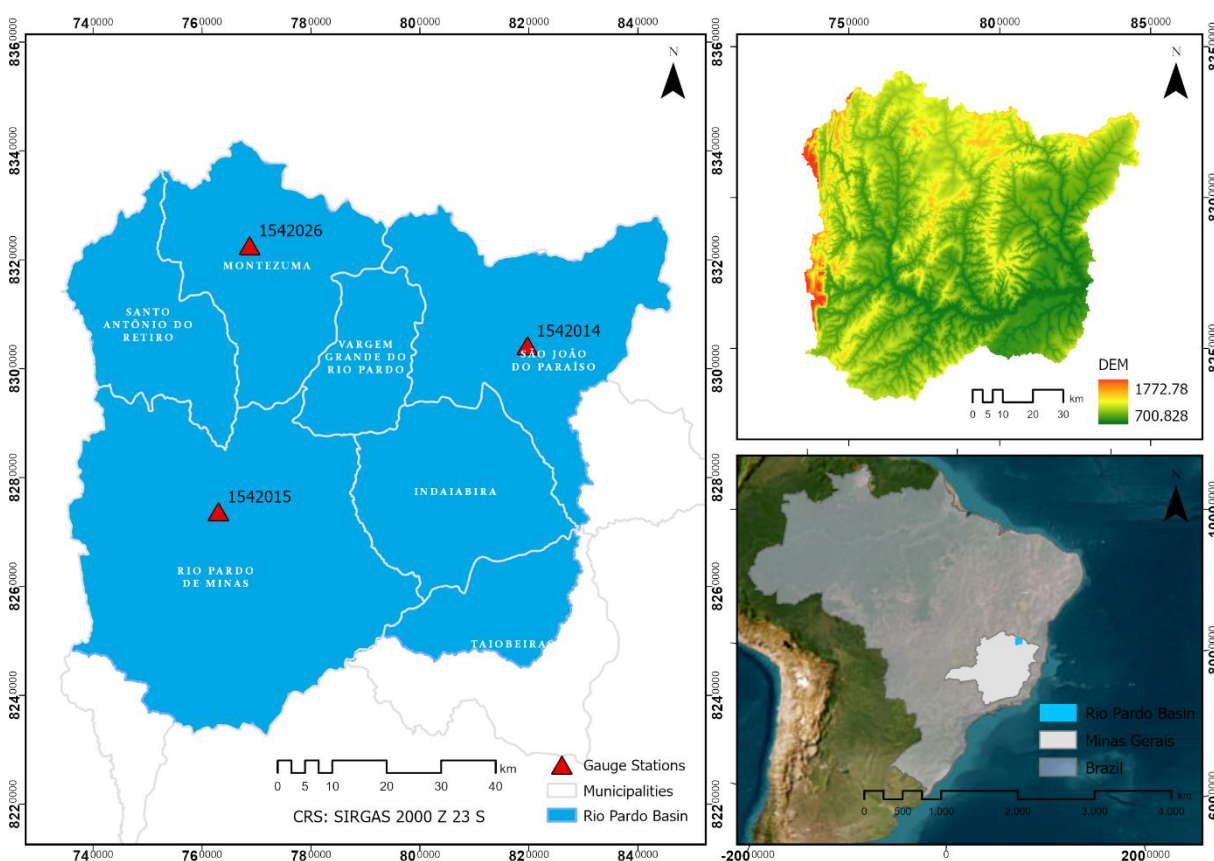 740000 760000 780000 800000 820000 840000
8360000
8340000
8320000
8300000
8280000
8260000
8240000
8220000
N
1542026
MONTEZUMA
SANTO
ANTÔNIO DO
RETIRO
VARGEM
GRANDE DO
RIO PARDO
1542014
SÃO JOÃO
DO PARAÍSO
INDAIABIRA
1542015
RIO PARDO
DE MINAS
TAIOBEIRAS
0 5 10 20 30 40 km
CRS: SIRGAS 2000 Z 23 S
Gauge Stations
Municipalities
Rio Pardo Basin
740000 760000 780000 800000 820000 840000
750000 800000 850000
N
DEM
1772.78
700.828
0 5 10 20 30 km
N
Rio Pardo Basin
Minas Gerais
Brazil
0 500 1,000 2,000 3,000 4,000 km
-2000000 0 2000000